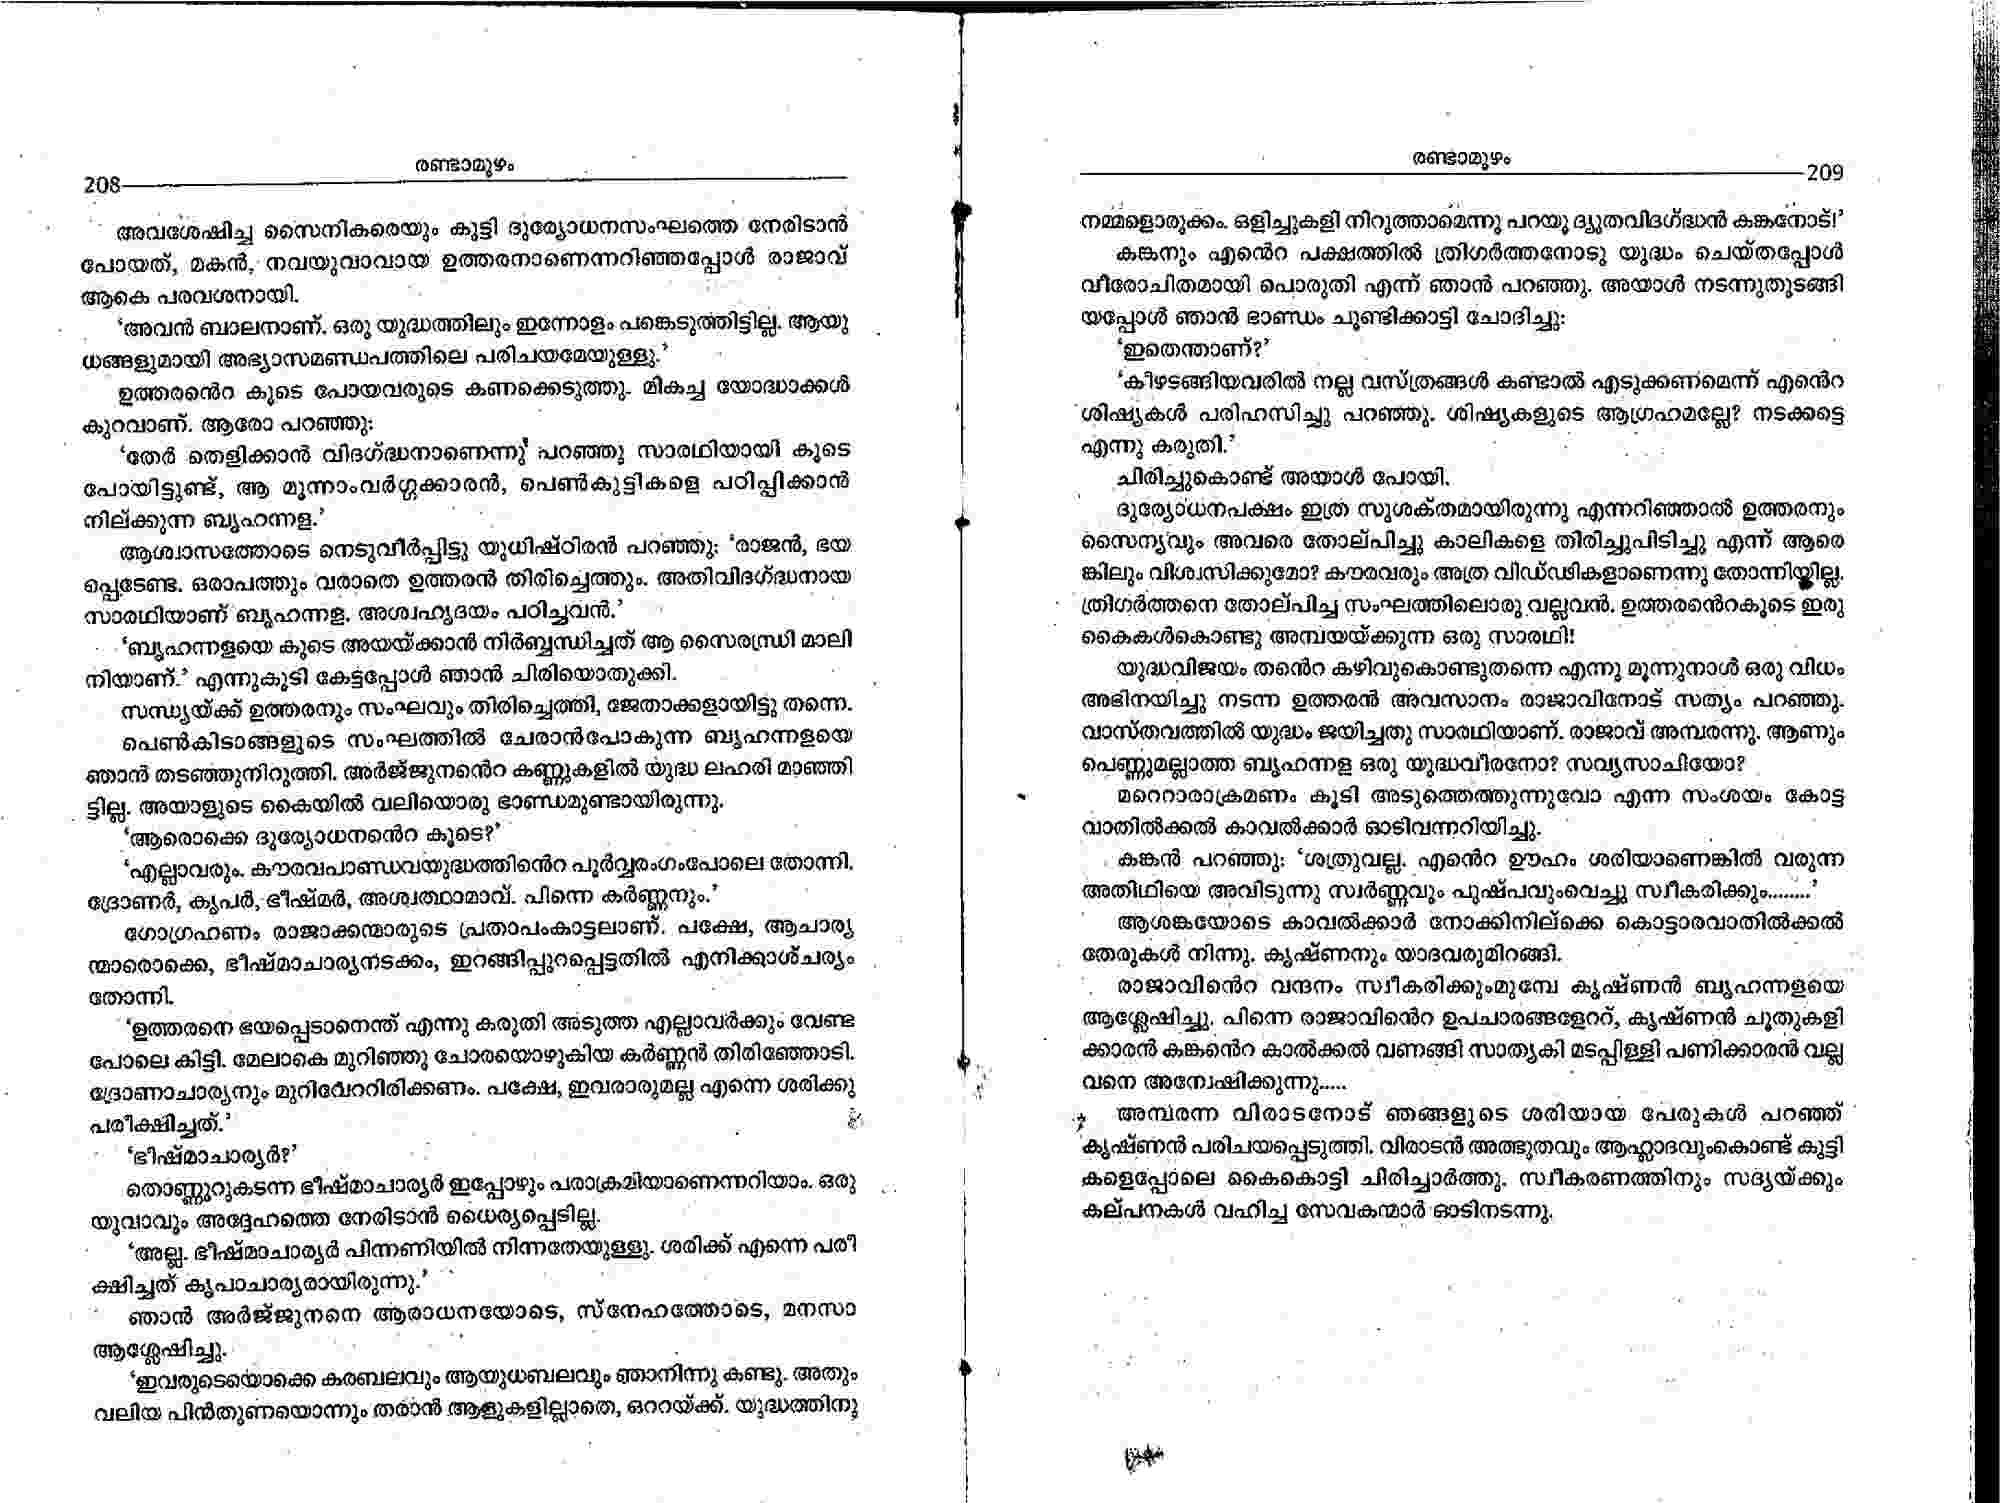 രണ്ടാമൂഴം
208
അവശേഷിച്ച സൈനികരെയും കൂട്ടി ദുര്യോധനസംഘത്തെ നേരിടാൻ
പോയത്, മകൻ, നവയുവാവായ ഉത്തരനാണെന്നറിഞ്ഞപ്പോൾ രാജാവ്
ആകെ പരവശനായി.
'അവൻ ബാലനാണ്. ഒരു യുദ്ധത്തിലും ഇന്നോളം പങ്കെടുത്തിട്ടില്ല. ആയു
ധങ്ങളുമായി അഭ്യാസമണ്ഡപത്തിലെ പരിചയമേയുള്ളു.'
ഉത്തരന്റെ കൂടെ പോയവരുടെ കണക്കെടുത്തു. മികച്ച യോദ്ധാക്കൾ
കുറവാണ്. ആരോ പറഞ്ഞു:
'തേർ തെളിക്കാൻ വിദഗ്ദ്ധനാണെന്നു പറഞ്ഞു സാരഥിയായി കൂടെ
പോയിട്ടുണ്ട്, ആ മൂന്നാംവർഗ്ഗക്കാരൻ, പെൺകുട്ടികളെ പഠിപ്പിക്കാൻ
നില്ക്കുന്ന ബൃഹന്നള.'
ആശ്വാസത്തോടെ നെടുവീർപ്പിട്ടു യുധിഷ്ഠിരൻ പറഞ്ഞു: 'രാജൻ, ഭയ
പ്പെടേണ്ട. ഒരാപത്തും വരാതെ ഉത്തരൻ തിരിച്ചെത്തും. അതിവിദഗ്ദ്ധനായ
സാരഥിയാണ് ബൃഹന്നള. അശ്വഹൃദയം പഠിച്ചവൻ.'
'ബൃഹന്നളയെ കൂടെ അയയ്ക്കാൻ നിർബ്ബന്ധിച്ചത് ആ സൈരന്ധ്രി മാലി
നിയാണ്.' എന്നുകൂടി കേട്ടപ്പോൾ ഞാൻ ചിരിയൊതുക്കി.
സന്ധ്യയ്ക്ക് ഉത്തരനും സംഘവും തിരിച്ചെത്തി, ജേതാക്കളായിട്ടു തന്നെ.
പെൺകിടാങ്ങളുടെ സംഘത്തിൽ ചേരാൻപോകുന്ന ബൃഹന്നളയെ
ഞാൻ തടഞ്ഞുനിറുത്തി. അർജ്ജുനന്റെ കണ്ണുകളിൽ യുദ്ധ ലഹരി മാഞ്ഞി
ട്ടില്ല. അയാളുടെ കൈയിൽ വലിയൊരു ഭാണ്ഡമുണ്ടായിരുന്നു.
'ആരൊക്കെ ദുര്യോധനന്റെ കൂടെ?'
'എല്ലാവരും. കൗരവപാണ്ഡവയുദ്ധത്തിന്റെ പൂർവ്വരംഗംപോലെ തോന്നി.
ദ്രോണർ, കൃപർ, ഭീഷ്മർ, അശ്വത്ഥാമാവ്. പിന്നെ കർണ്ണനും.'
ഗോഗ്രഹണം രാജാക്കന്മാരുടെ പ്രതാപംകാട്ടലാണ്. പക്ഷേ, ആചാര്യ
ന്മാരൊക്കെ, ഭീഷ്മാചാര്യനടക്കം, ഇറങ്ങിപ്പുറപ്പെട്ടതിൽ എനിക്കാശ്ചര്യം
തോന്നി.
'ഉത്തരനെ ഭയപ്പെടാനെന്ത് എന്നു കരുതി അടുത്ത എല്ലാവർക്കും വേണ്ട
പോലെ കിട്ടി. മേലാകെ മുറിഞ്ഞു ചോരയൊഴുകിയ കർണ്ണൻ തിരിഞ്ഞോടി.
ദ്രോണാചാര്യനും മുറിവേററിരിക്കണം. പക്ഷേ, ഇവരാരുമല്ല എന്നെ ശരിക്കു
പരീക്ഷിച്ചത്.'
'ഭീഷ്മാചാര്യർ?'
തൊണ്ണൂറുകടന്ന ഭീഷ്മാചാര്യർ ഇപ്പോഴും പരാക്രമിയാണെന്നറിയാം. ഒരു
യുവാവും അദ്ദേഹത്തെ നേരിടാൻ ധൈര്യപ്പെടില്ല.
'അല്ല. ഭീഷ്മാചാര്യർ പിന്നണിയിൽ നിന്നതേയുള്ളു. ശരിക്ക് എന്നെ പരീ
ക്ഷിച്ചത് കൃപാചാര്യരായിരുന്നു.'
ഞാൻ അർജ്ജുനനെ ആരാധനയോടെ, സ്നേഹത്തോടെ, മനസാ
ആശ്ലേഷിച്ചു.
'ഇവരുടെയൊക്കെ കരബലവും ആയുധബലവും ഞാനിന്നു കണ്ടു. അതും
വലിയ പിൻതുണയൊന്നും തരാൻ ആളുകളില്ലാതെ, ഒററയ്ക്ക്. യുദ്ധത്തിനു
രണ്ടാമൂഴം
209
നമ്മളൊരുക്കം. ഒളിച്ചുകളി നിറുത്താമെന്നു പറയൂ ദ്യൂതവിദഗ്ദ്ധൻ കങ്കനോട്!'
കങ്കനും എന്റെ പക്ഷത്തിൽ ത്രിഗർത്തനോടു യുദ്ധം ചെയ്തപ്പോൾ
വീരോചിതമായി പൊരുതി എന്ന് ഞാൻ പറഞ്ഞു. അയാൾ നടന്നുതുടങ്ങി
യപ്പോൾ ഞാൻ ഭാണ്ഡം ചൂണ്ടിക്കാട്ടി ചോദിച്ചു:
'ഇതെന്താണ്?'
'കീഴടങ്ങിയവരിൽ നല്ല വസ്ത്രങ്ങൾ കണ്ടാൽ എടുക്കണമെന്ന് എന്റെ
ശിഷ്യകൾ പരിഹസിച്ചു പറഞ്ഞു. ശിഷ്യകളുടെ ആഗ്രഹമല്ലേ? നടക്കട്ടെ
എന്നു കരുതി.'
ചിരിച്ചുകൊണ്ട് അയാൾ പോയി.
ദുര്യോധനപക്ഷം ഇത്ര സുശക്തമായിരുന്നു എന്നറിഞ്ഞാൽ ഉത്തരനും
സൈന്യവും അവരെ തോല്പിച്ചു കാലികളെ തിരിച്ചുപിടിച്ചു എന്ന് ആരെ
ങ്കിലും വിശ്വസിക്കുമോ? കൗരവരും അത്ര വിഡ്ഢികളാണെന്നു തോന്നിയില്ല.
ത്രിഗർത്തനെ തോല്പിച്ച സംഘത്തിലൊരു വല്ലവൻ. ഉത്തരന്റെകൂടെ ഇരു
കൈകൾകൊണ്ടു അമ്പയയ്ക്കുന്ന ഒരു സാരഥി!
യുദ്ധവിജയം തന്റെ കഴിവുകൊണ്ടുതന്നെ എന്നു മൂന്നുനാൾ ഒരു വിധം
അഭിനയിച്ചു നടന്ന ഉത്തരൻ അവസാനം രാജാവിനോട് സത്യം പറഞ്ഞു.
വാസ്തവത്തിൽ യുദ്ധം ജയിച്ചതു സാരഥിയാണ്. രാജാവ് അമ്പരന്നു. ആണും
പെണ്ണുമല്ലാത്ത ബൃഹന്നള ഒരു യുദ്ധവീരനോ? സവ്യസാചിയോ?
മറെറാരാക്രമണം കൂടി അടുത്തെത്തുന്നുവോ എന്ന സംശയം കോട്ട
വാതിൽക്കൽ കാവൽക്കാർ ഓടിവന്നറിയിച്ചു.
കങ്കൻ പറഞ്ഞു: 'ശത്രുവല്ല. എന്റെ ഊഹം ശരിയാണെങ്കിൽ വരുന്ന
അതിഥിയെ അവിടുന്നു സ്വർണ്ണവും പുഷ്പവുംവെച്ചു സ്വീകരിക്കും........'
ആശങ്കയോടെ കാവൽക്കാർ നോക്കിനില്ക്കെ കൊട്ടാരവാതിൽക്കൽ
തേരുകൾ നിന്നു. കൃഷ്ണനും യാദവരുമിറങ്ങി.
രാജാവിന്റെ വന്ദനം സ്വീകരിക്കുംമുമ്പേ കൃഷ്ണൻ ബൃഹന്നളയെ
ആശ്ലേഷിച്ചു. പിന്നെ രാജാവിന്റെ ഉപചാരങ്ങളേററ്, കൃഷ്ണൻ ചൂതുകളി
ക്കാരൻ കങ്കന്റെ കാൽക്കൽ വണങ്ങി സാത്യകി മടപ്പിള്ളി പണിക്കാരൻ വല്ല
വനെ അന്വേഷിക്കുന്നു.....
അമ്പരന്ന വിരാടനോട് ഞങ്ങളുടെ ശരിയായ പേരുകൾ പറഞ്ഞ്
കൃഷ്ണൻ പരിചയപ്പെടുത്തി. വിരാടൻ അത്ഭുതവും ആഹ്ലാദവുംകൊണ്ട് കുട്ടി
കളെപ്പോലെ കൈകൊട്ടി ചിരിച്ചാർത്തു. സ്വീകരണത്തിനും സദ്യയ്ക്കും
കല്പനകൾ വഹിച്ച സേവകന്മാർ ഓടിനടന്നു.